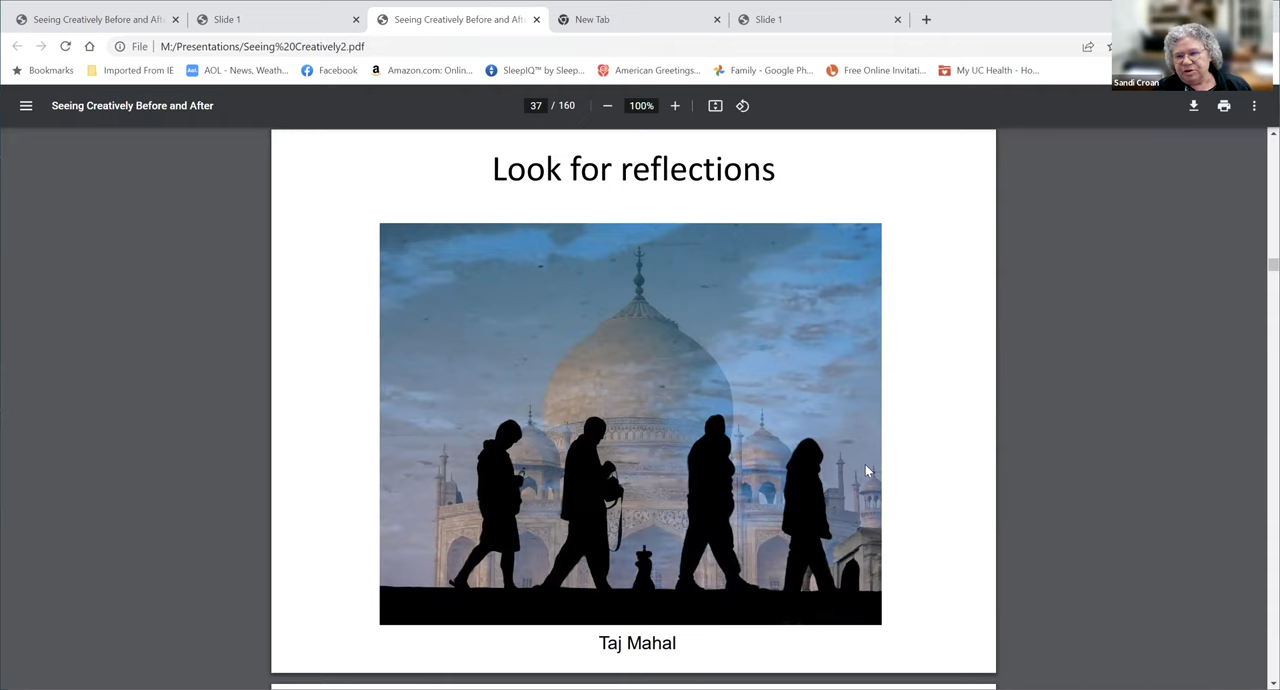 Seeing Creatively Before and Aft
Slide 1
Seeing Creatively Before and Aft
New Tab
Slide 1
File
M:/Presentations/Seeing%20Creatively2.pdf
Bookmarks
Imported From IE
AOL - News, Weath...
Facebook
Amazon.com: Onlin...
SleepIQ™ by Sleep...
American Greetings...
Family - Google Ph...
Free Online Invitati...
My UC Health - Ho...
Sandi Croan
Seeing Creatively Before and After
37 / 160
100%
Look for reflections
Taj Mahal